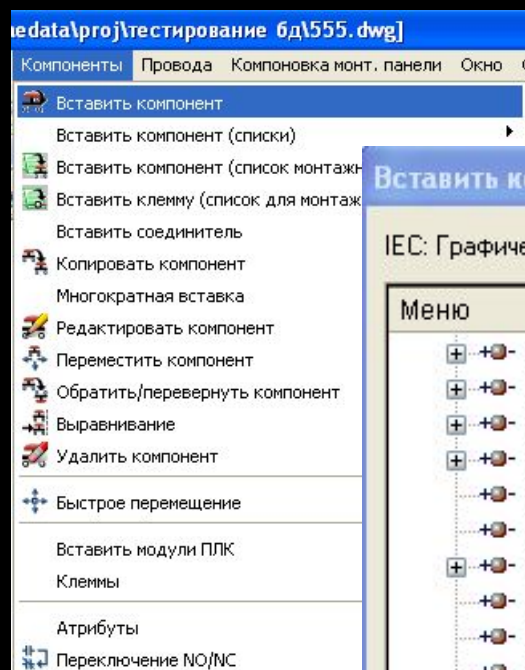 edata\proj\тестирование бд\555.dwg]
Компоненты Провода Компоновка монт. панели Окно
Вставить компонент
Вставить компонент (списки)
Вставить компонент (список монтажн
Вставить клемму (список для монтаж
Вставить соединитель
Копировать компонент
Многократная вставка
Редактировать компонент
Переместить компонент
Обратить/перевернуть компонент
Выравнивание
Удалить компонент
Быстрое перемещение
Вставить модули ПЛК
Клеммы
Атрибуты
Переключение NO/NC
Вставить к
IEC: Графиче
Меню